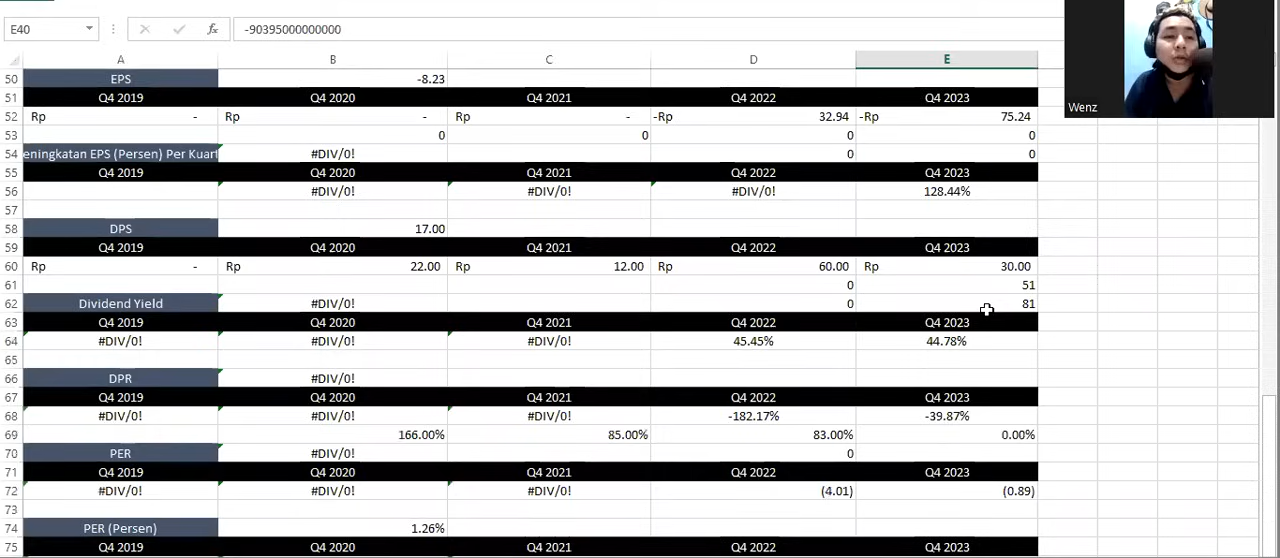 E40 fx -90395000000000
A B C D E
50 EPS -8.23
51 Q4 2019 Q4 2020 Q4 2021 Q4 2022 Q4 2023
52 Rp - Rp - Rp - -Rp 32.94 -Rp 75.24
53 0 0 0 0
54 eningkatan EPS (Persen) Per Kuart #DIV/0! 0 0
55 Q4 2019 Q4 2020 Q4 2021 Q4 2022 Q4 2023
56 #DIV/0! #DIV/0! #DIV/0! 128.44%
57
58 DPS 17.00
59 Q4 2019 Q4 2020 Q4 2021 Q4 2022 Q4 2023
60 Rp - Rp 22.00 Rp 12.00 Rp 60.00 Rp 30.00
61 0 51
62 Dividend Yield #DIV/0! 0 81
63 Q4 2019 Q4 2020 Q4 2021 Q4 2022 Q4 2023
64 #DIV/0! #DIV/0! #DIV/0! 45.45% 44.78%
65
66 DPR #DIV/0!
67 Q4 2019 Q4 2020 Q4 2021 Q4 2022 Q4 2023
68 #DIV/0! #DIV/0! #DIV/0! -182.17% -39.87%
69 166.00% 85.00% 83.00% 0.00%
70 PER #DIV/0! 0
71 Q4 2019 Q4 2020 Q4 2021 Q4 2022 Q4 2023
72 #DIV/0! #DIV/0! #DIV/0! (4.01) (0.89)
73
74 PER (Persen) 1.26%
75 Q4 2019 Q4 2020 Q4 2021 Q4 2022 Q4 2023
Wenz